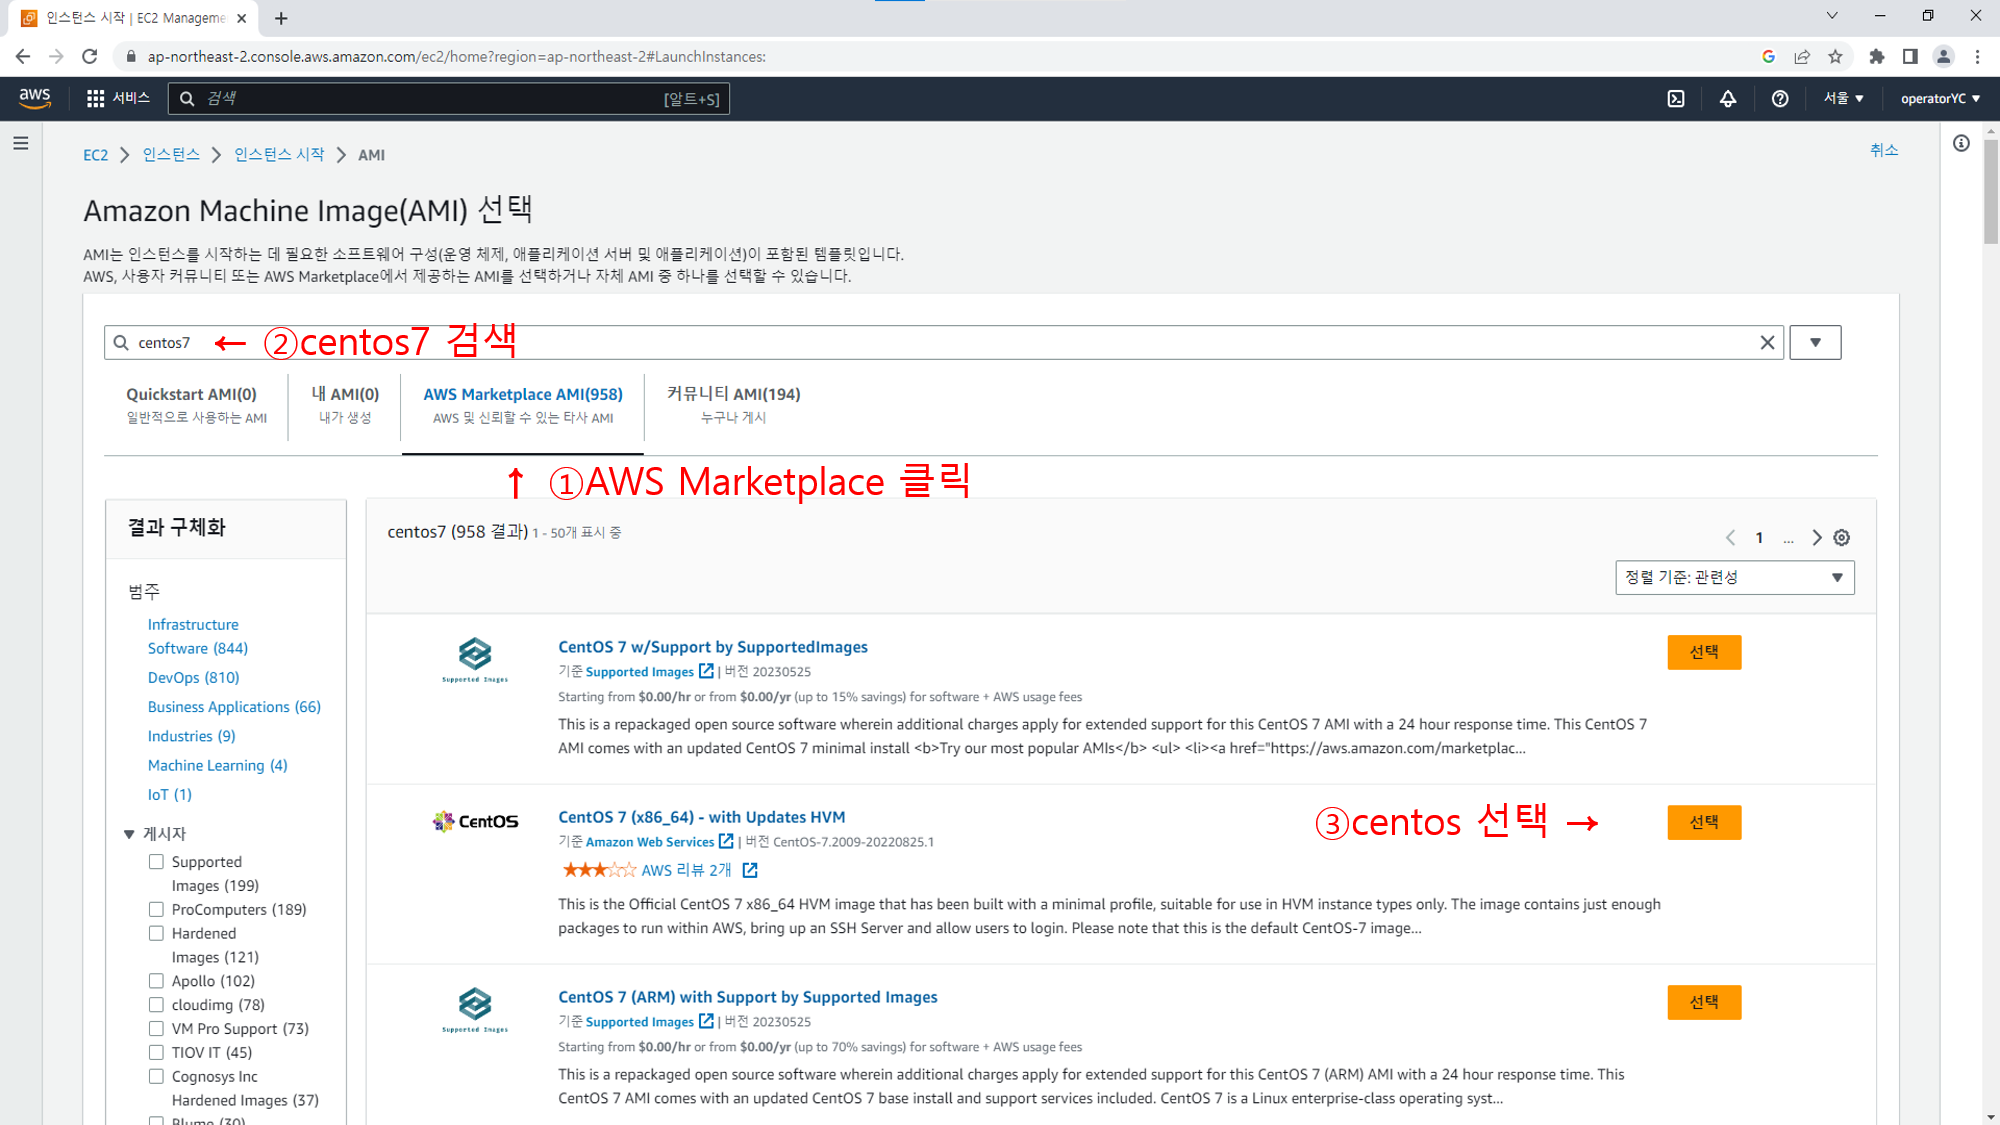 인스턴스 시작 | EC2 Manageme
ap-northeast-2.console.aws.amazon.com/ec2/home?region=ap-northeast-2#LaunchInstances:
aws 서비스 검색 [알트+S] 서울 operatorYC
EC2 인스턴스 인스턴스 시작 AMI 취소
Amazon Machine Image(AMI) 선택
AMI는 인스턴스를 시작하는 데 필요한 소프트웨어 구성(운영 체제, 애플리케이션 서버 및 애플리케이션)이 포함된 템플릿입니다.
AWS, 사용자 커뮤니티 또는 AWS Marketplace에서 제공하는 AMI를 선택하거나 자체 AMI 중 하나를 선택할 수 있습니다.
centos7 ← ②centos7 검색
Quickstart AMI(0)
일반적으로 사용하는 AMI
내 AMI(0)
내가 생성
AWS Marketplace AMI(958)
AWS 및 신뢰할 수 있는 타사 AMI
커뮤니티 AMI(194)
누구나 게시
↑ ①AWS Marketplace 클릭
결과 구체화
범주
Infrastructure
Software (844)
DevOps (810)
Business Applications (66)
Industries (9)
Machine Learning (4)
IoT (1)
게시자
Supported
Images (199)
ProComputers (189)
Hardened
Images (121)
Apollo (102)
cloudimg (78)
VM Pro Support (73)
TIOV IT (45)
Cognosys Inc
Hardened Images (37)
Blume (30)
centos7 (958 결과) 1 - 50개 표시 중
1 ...
정렬 기준: 관련성
Supported Images
CentOS 7 w/Support by SupportedImages
선택
기준 Supported Images | 버전 20230525
Starting from $0.00/hr or from $0.00/yr (up to 15% savings) for software + AWS usage fees
This is a repackaged open source software wherein additional charges apply for extended support for this CentOS 7 AMI with a 24 hour response time. This CentOS 7
AMI comes with an updated CentOS 7 minimal install <b>Try our most popular AMIs</b> <ul> <li><a href="https://aws.amazon.com/marketplac...
CentOS
CentOS 7 (x86_64) - with Updates HVM
③centos 선택 →
선택
기준 Amazon Web Services | 버전 CentOS-7.2009-20220825.1
AWS 리뷰 2개
This is the Official CentOS 7 x86_64 HVM image that has been built with a minimal profile, suitable for use in HVM instance types only. The image contains just enough
packages to run within AWS, bring up an SSH Server and allow users to login. Please note that this is the default CentOS-7 image...
Supported Images
CentOS 7 (ARM) with Support by Supported Images
선택
기준 Supported Images | 버전 20230525
Starting from $0.00/hr or from $0.00/yr (up to 70% savings) for software + AWS usage fees
This is a repackaged open source software wherein additional charges apply for extended support for this CentOS 7 (ARM) AMI with a 24 hour response time. This
CentOS 7 AMI comes with an updated CentOS 7 base install and support services included. CentOS 7 is a Linux enterprise-class operating syst...